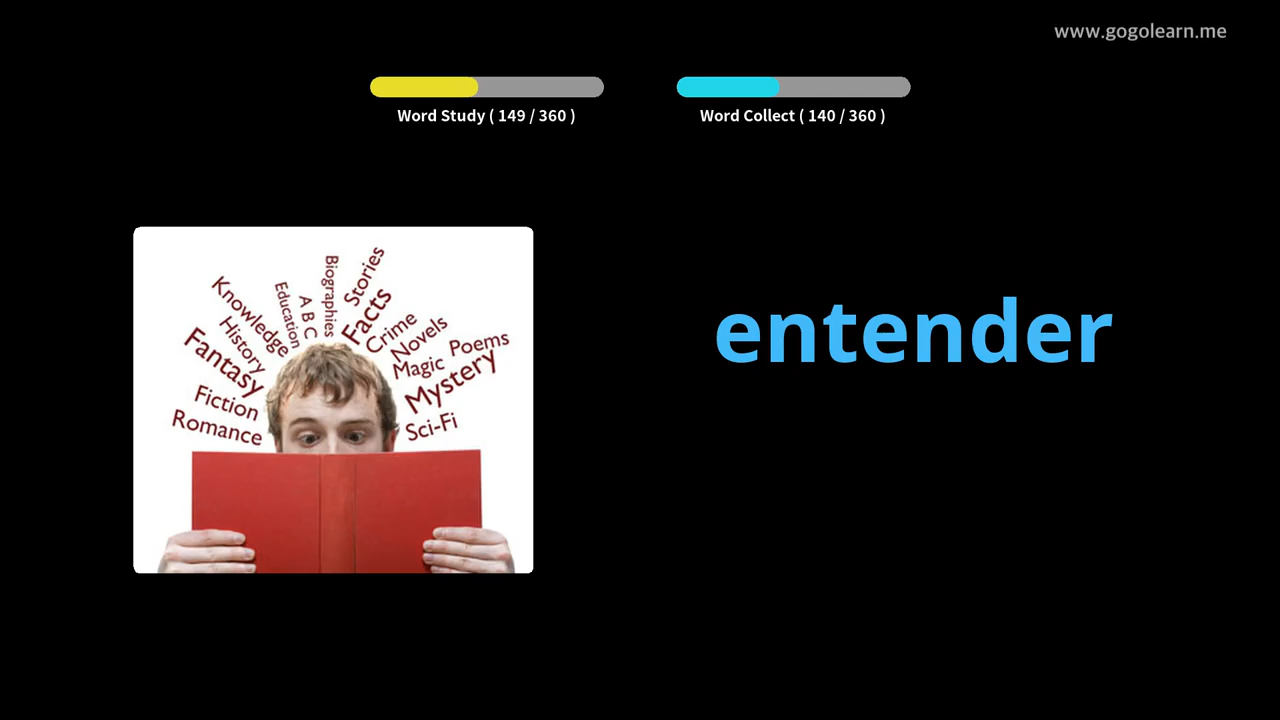 www.gogolearn.me
Word Study ( 149 / 360 )
Word Collect ( 140 / 360 )
Stories
Biographies
Facts
A B C
Education
Knowledge
Crime
Novels
History
Poems
Magic
Fantasy
Mystery
Fiction
Sci-Fi
Romance
entender